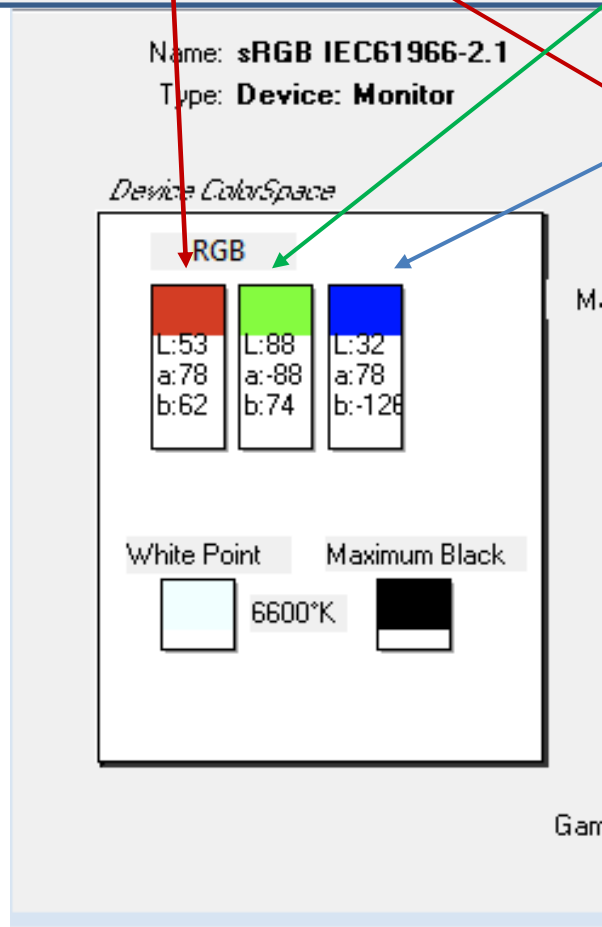 Name: sRGB IEC61966-2.1
Type: Device: Monitor
Device ColorSpace
RGB
L:53 L:88 L:32
a:78 a:-88 a:78
b:62 b:74 b:-126
White Point Maximum Black
6600°K